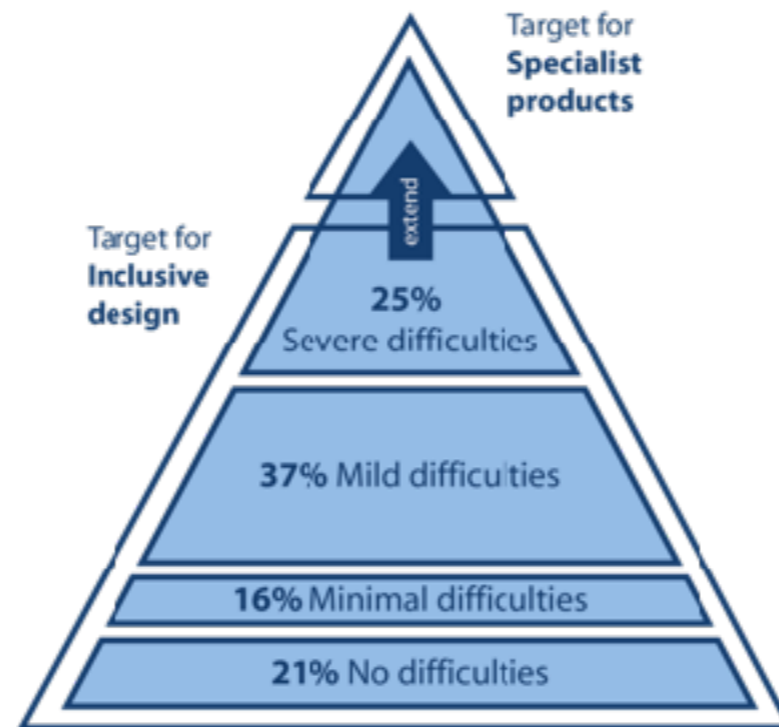 Target for
Specialist
products
extend
Target for
Inclusive
design
25%
Severe difficulties
37% Mild difficulties
16% Minimal difficulties
21% No difficulties